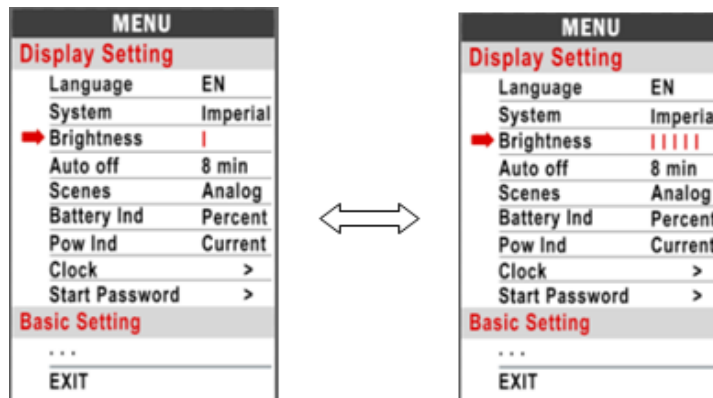 MENU
Display Setting
Language EN
System Imperial
Brightness I
Auto off 8 min
Scenes Analog
Battery Ind Percent
Pow Ind Current
Clock >
Start Password >
Basic Setting
...
EXIT
MENU
Display Setting
Language EN
System Imperia
Brightness IIIII
Auto off 8 min
Scenes Analog
Battery Ind Percent
Pow Ind Current
Clock >
Start Password >
Basic Setting
...
EXIT